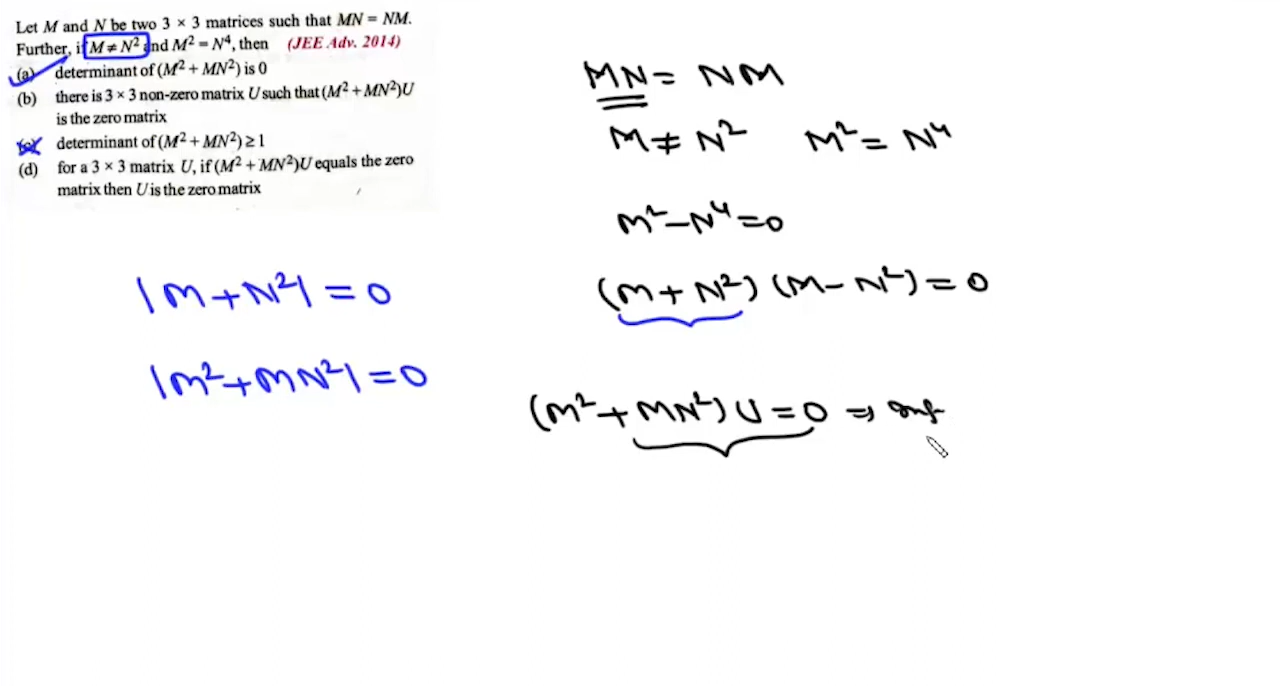 Let M and N be two 3 × 3 matrices such that MN = NM.
Further, if M ≠ N² and M² = N⁴, then (JEE Adv. 2014)
(a) determinant of (M² + MN²) is 0
(b) there is 3 × 3 non-zero matrix U such that (M² + MN²)U
is the zero matrix
(c) determinant of (M² + MN²) ≥ 1
(d) for a 3 × 3 matrix U, if (M² + MN²)U equals the zero
matrix then U is the zero matrix
MN = NM
M ≠ N² M² = N⁴
M² − N⁴ = 0
(M + N²) (M − N²) = 0
|M + N²| = 0
|M² + MN²| = 0
(M² + MN²) U = 0 ⇒